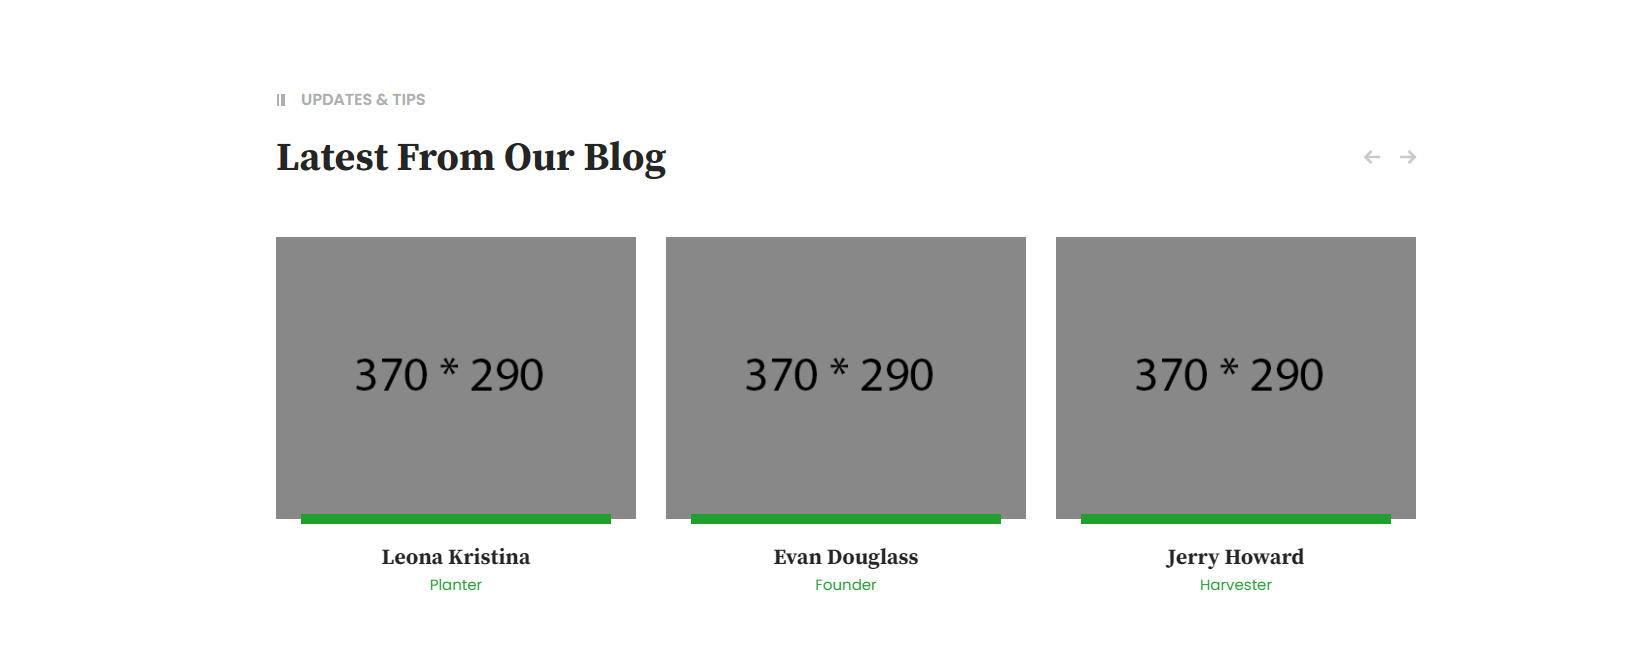 UPDATES & TIPS
Latest From Our Blog
370 * 290
370 * 290
370 * 290
Leona Kristina
Evan Douglass
Jerry Howard
Planter
Founder
Harvester